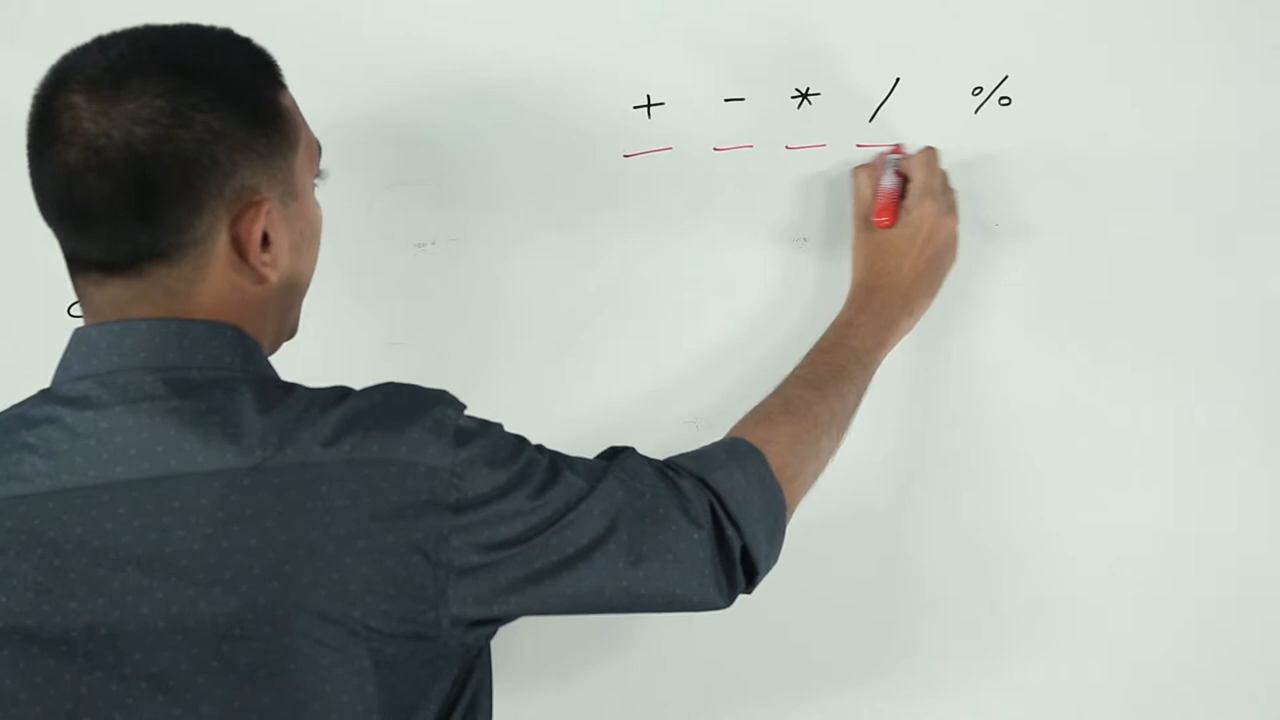 + - * / %